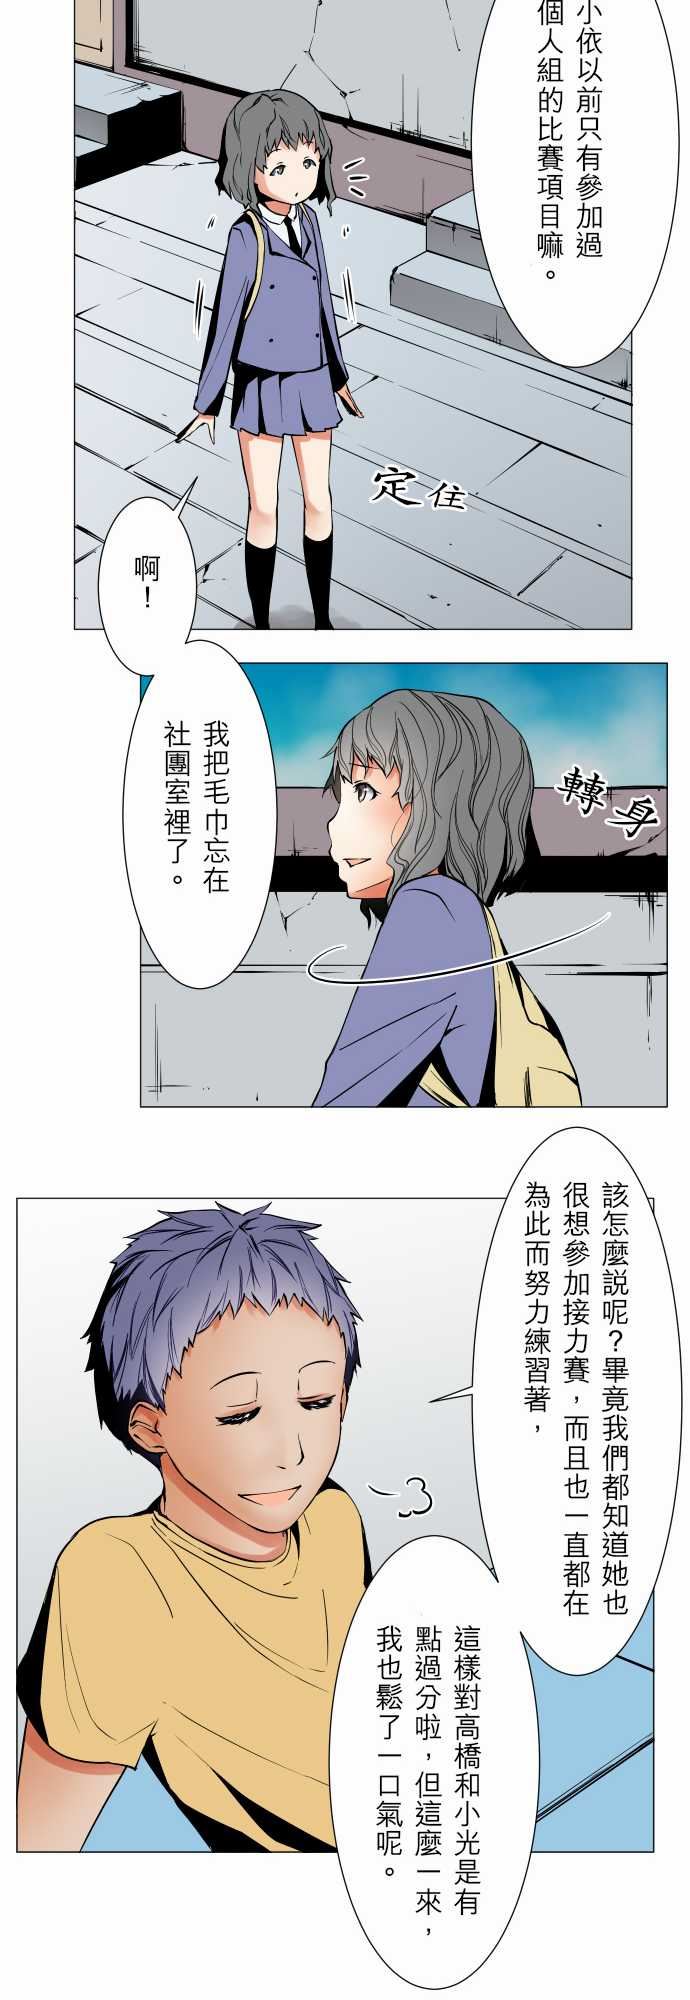 小依以前只有參加過
個人組的比賽項目嘛。
定住
啊！
我把毛巾忘在
社團室裡了。
轉身
該怎麼説呢？畢竟我們都知道她也
很想參加接力賽，而且也一直都在
為此而努力練習著，
這樣對高橋和小光是有
點過分啦，但這麼一來，
我也鬆了一口氣呢。